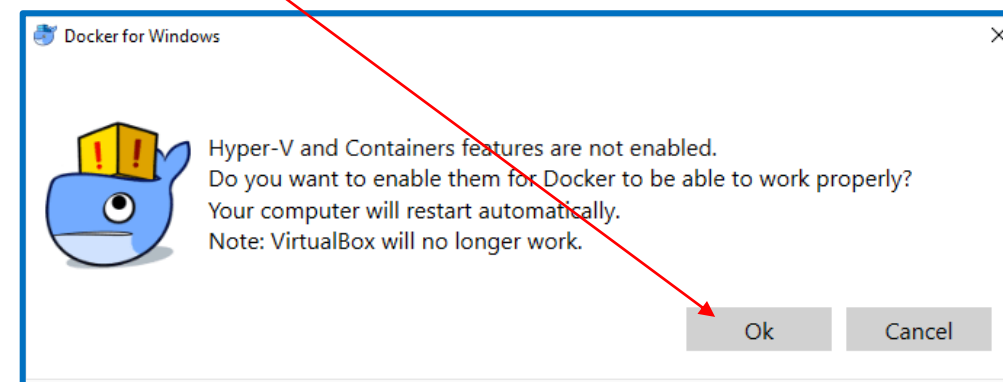 Docker for Windows
Hyper-V and Containers features are not enabled.
Do you want to enable them for Docker to be able to work properly?
Your computer will restart automatically.
Note: VirtualBox will no longer work.
Ok Cancel